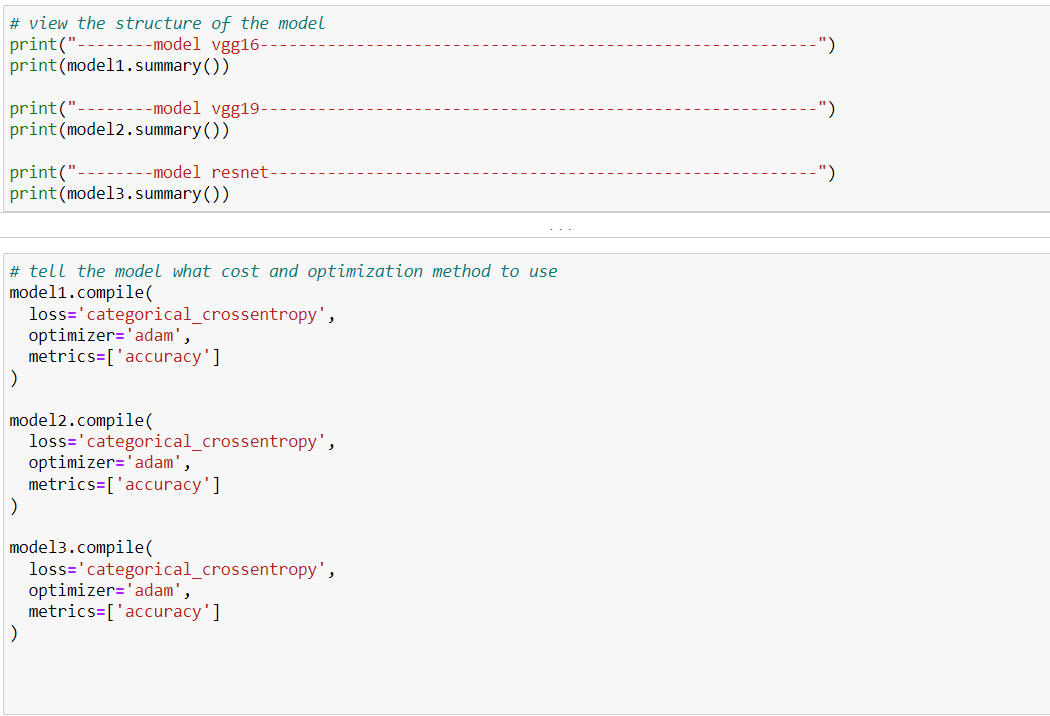 # view the structure of the model
print("--------model vgg16----------------------------------------------------------")
print(model1.summary())
print("--------model vgg19----------------------------------------------------------")
print(model2.summary())
print("--------model resnet---------------------------------------------------------")
print(model3.summary())
...
# tell the model what cost and optimization method to use
model1.compile(
  loss='categorical_crossentropy',
  optimizer='adam',
  metrics=['accuracy']
)
model2.compile(
  loss='categorical_crossentropy',
  optimizer='adam',
  metrics=['accuracy']
)
model3.compile(
  loss='categorical_crossentropy',
  optimizer='adam',
  metrics=['accuracy']
)